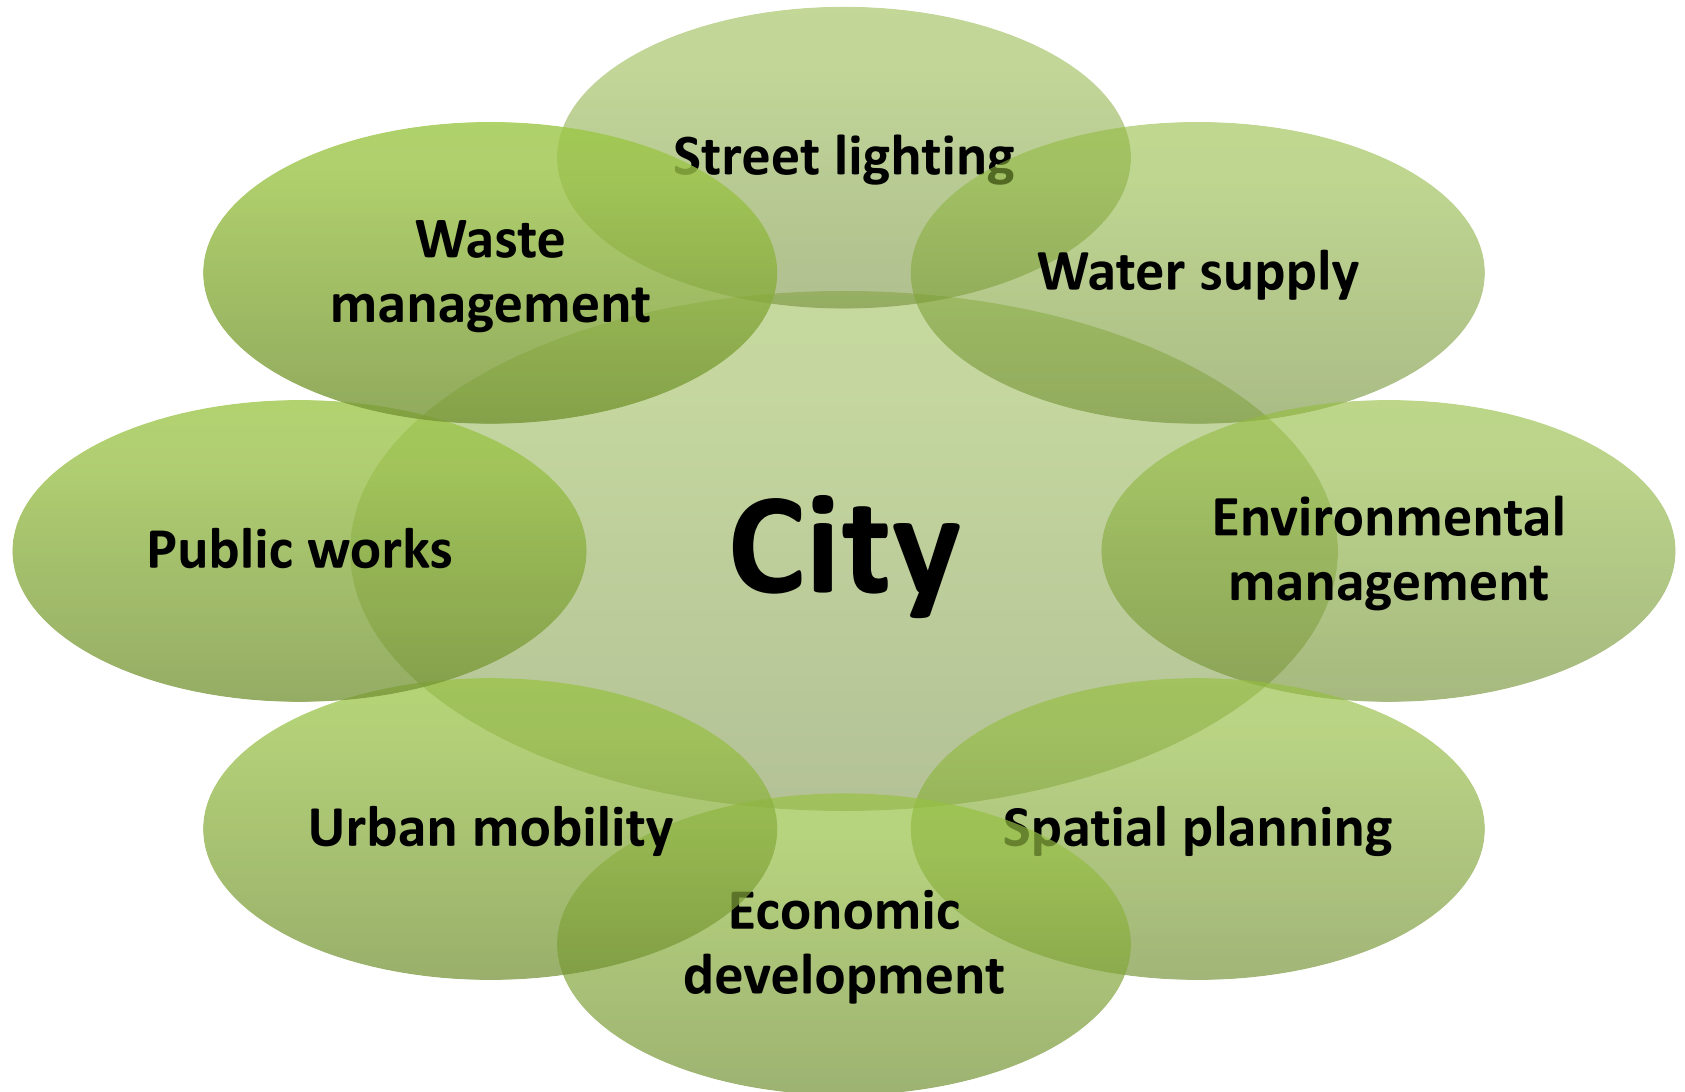 Street lighting
Waste
management
Water supply
City
Public works
Environmental
management
Urban mobility
Spatial planning
Economic
development